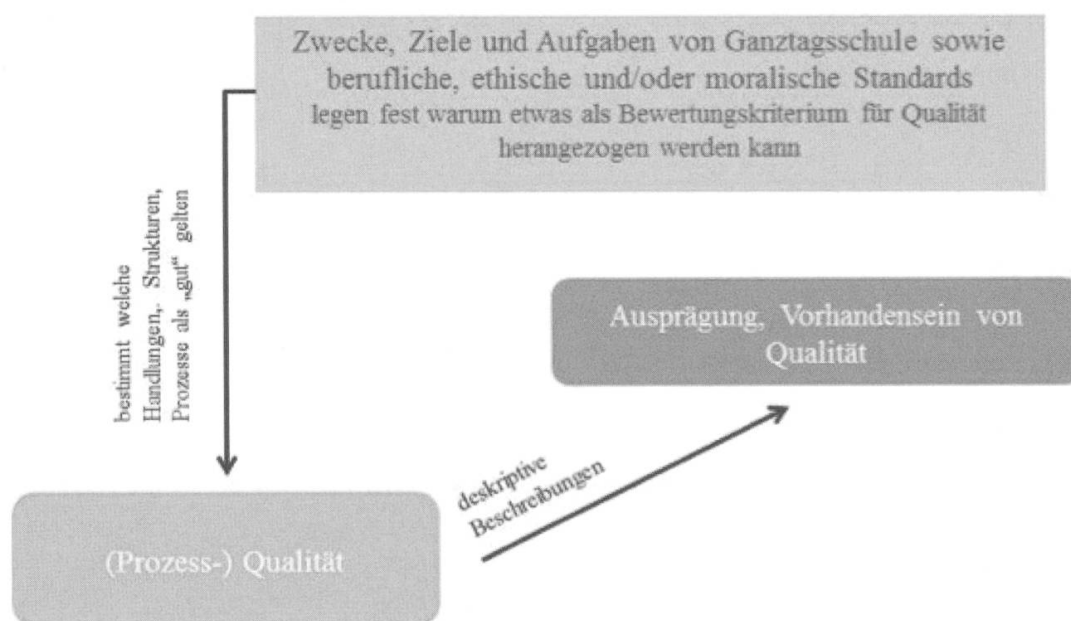 Zwecke, Ziele und Aufgaben von Ganztagsschule sowie
berufliche, ethische und/oder moralische Standards
legen fest warum etwas als Bewertungskriterium für Qualität
herangezogen werden kann
bestimmt welche
Handlungen,- Strukturen,
Prozesse als „gut“ gelten
Ausprägung, Vorhandensein von
Qualität
deskriptive
Beschreibungen
(Prozess-) Qualität